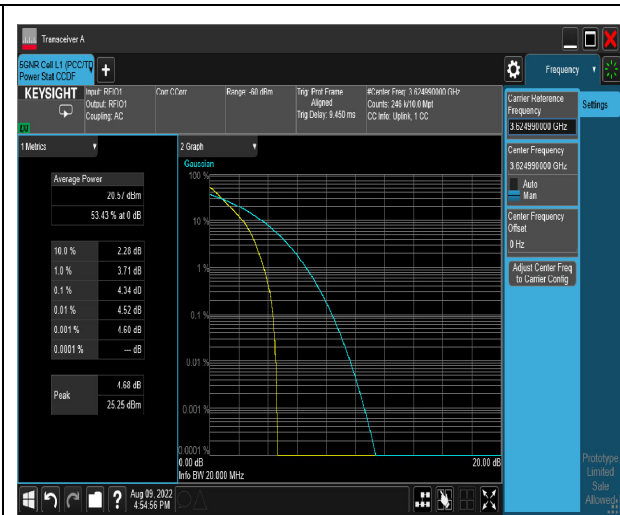 Transceiver A
5GNR Call L1 (PCC/TD
Power Stat CCDF
Frequency
KEYSIGHT
Input: RFIO1
Output: RFIO1
Coupling: AC
Corr CCorr
Range: -60 dBm
Trig: Prot Frame
Aligned
Trig Delay: 9.450 ms
#Center Freq: 3.624990000 GHz
Counts: 246 k/10.0 Mpt
CC Info: Uplink, 1 CC
1 Metrics
Average Power
20.57 dBm
53.43 % at 0 dB
10.0 % 2.28 dB
1.0 % 3.71 dB
0.1 % 4.34 dB
0.01 % 4.52 dB
0.001 % 4.60 dB
0.0001 % --- dB
Peak
4.68 dB
25.25 dBm
2 Graph
Gaussian
100 %
10 %
1 %
0.1 %
0.01 %
0.001 %
0.0001 %
0.00 dB
20.00 dB
Info BW 20.000 MHz
Carrier Reference
Frequency
3.624990000 GHz
Center Frequency
3.624990000 GHz
Auto
Man
Center Frequency
Offset
0 Hz
Adjust Center Freq
to Carrier Config
Settings
Prototype
Limited
Sale
Allowed
?
Aug 09, 2022
4:54:56 PM